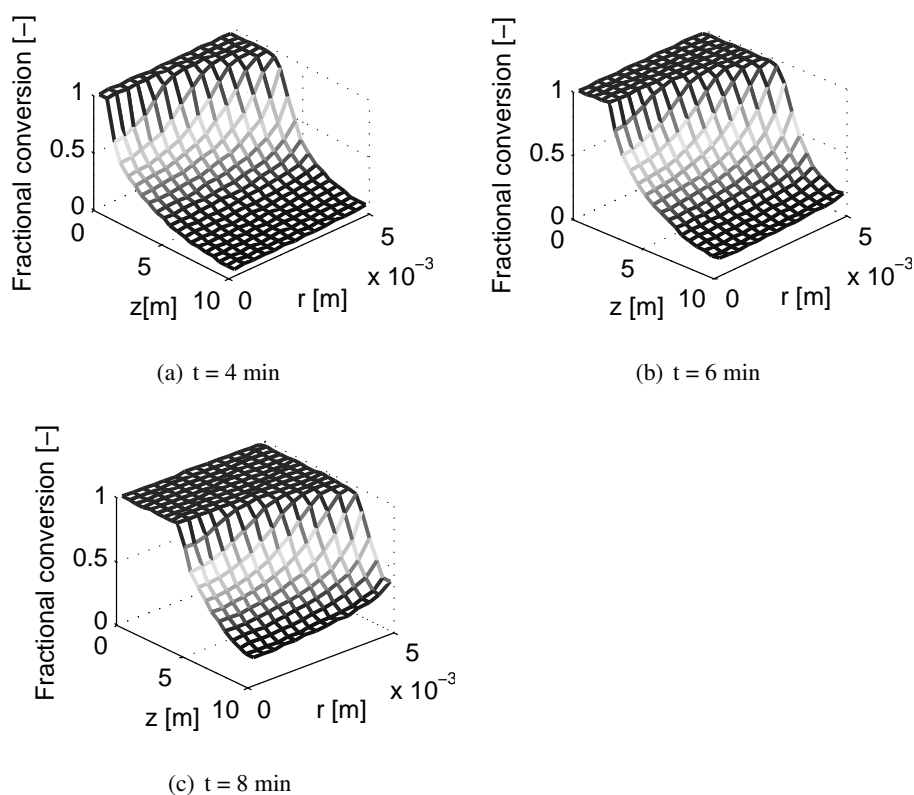 Fractional conversion [−]
1
0.5
0
0
5
10
z[m]
0
5
x 10⁻³
r [m]
(a) t = 4 min
Fractional conversion [−]
1
0.5
0
0
5
10
z [m]
0
5
x 10⁻³
r [m]
(b) t = 6 min
Fractional conversion [−]
1
0.5
0
0
5
10
z [m]
0
5
x 10⁻³
r [m]
(c) t = 8 min